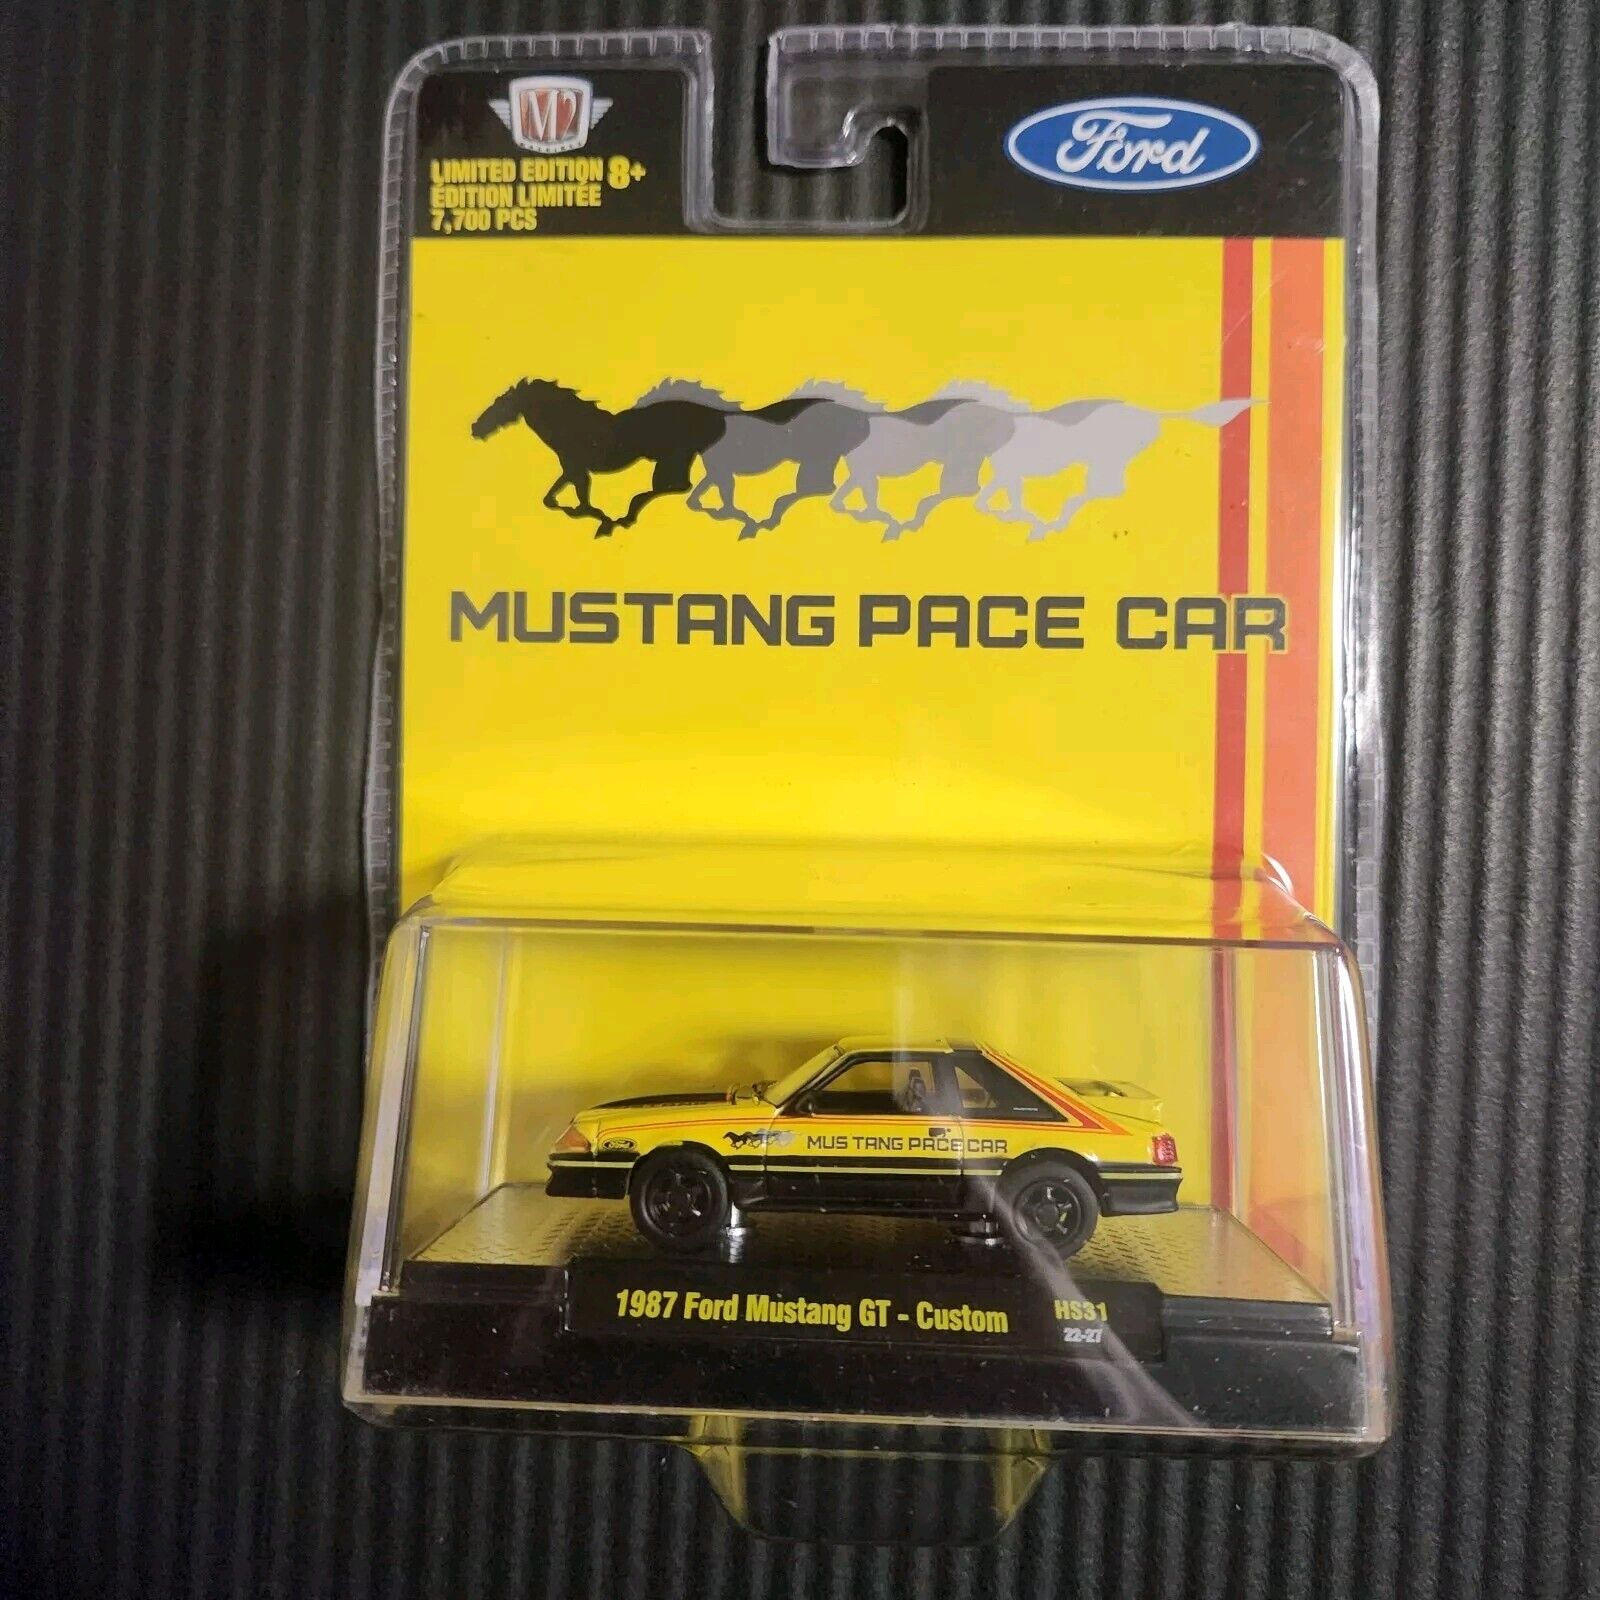 M2
LIMITED EDITION 8+
ÉDITION LIMITÉE
7,700 PCS
Ford
MUSTANG PACE CAR
Ford
MUSTANG PACE CAR
1987 Ford Mustang GT - Custom
HS31
22-27